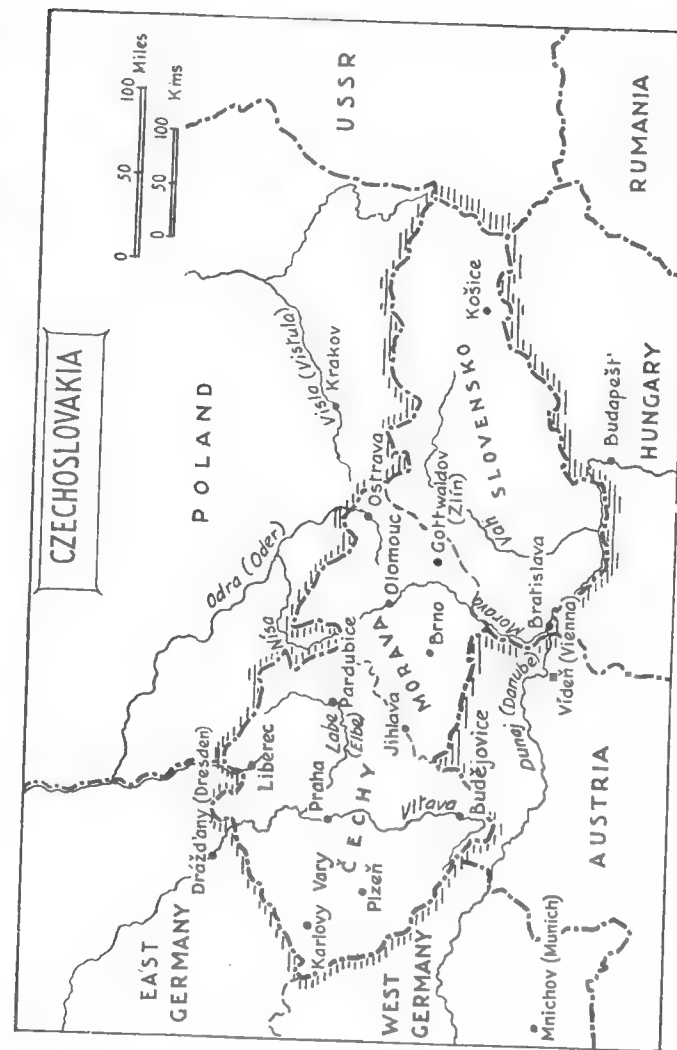 CZECHOSLOVAKIA
0 50 100 Miles
0 50 100 Kms
EAST
GERMANY
POLAND
USSR
Drážďany (Dresden)
Odra (Oder)
Nisa
Visla (Vistula)
Krakov
Liberec
Karlovy Vary
Praha
Labe
(Elbe)
Pardubice
Ostrava
ČECHY
Plzeň
Jihlava
MORAVA
Olomouc
Brno
Gottwaldov
(Zlín)
Vah
SLOVENSKO
Košice
WEST
GERMANY
Vltava
Budějovice
Morava
Bratislava
Dunaj (Danube)
Vídeň (Vienna)
Mnichov (Munich)
AUSTRIA
Budapešť
HUNGARY
RUMANIA